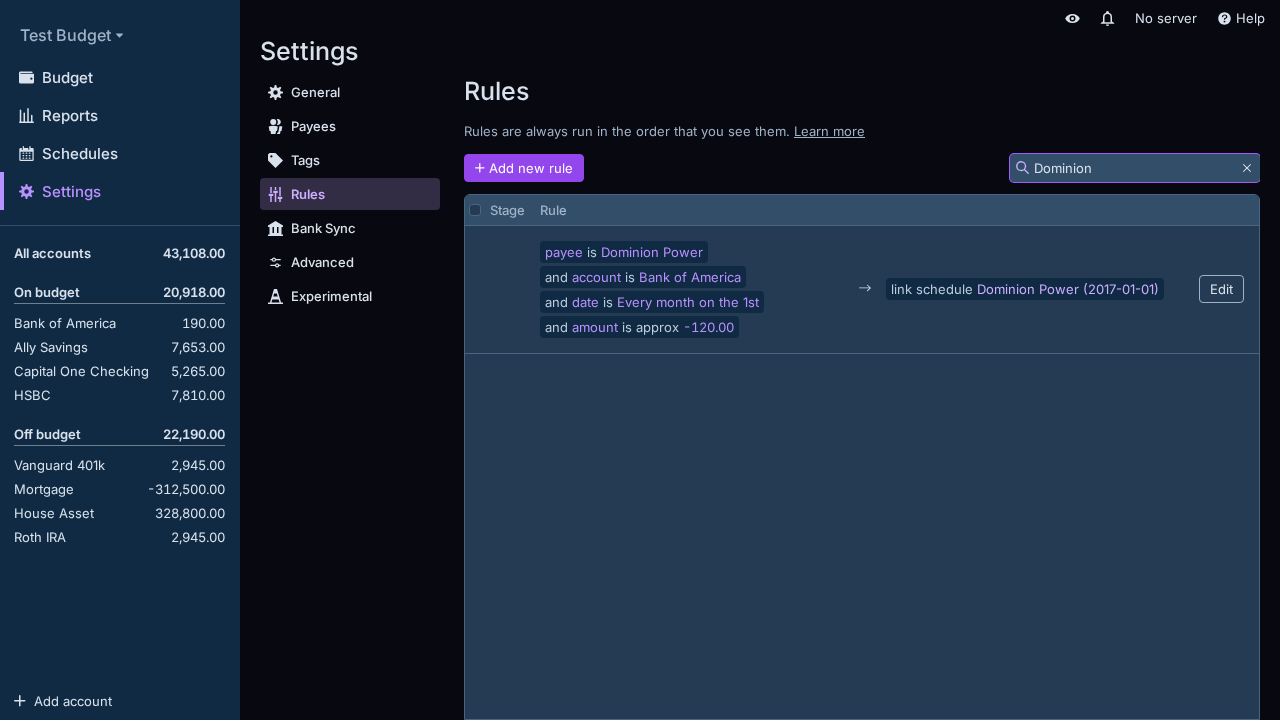 Test Budget
Budget
Reports
Schedules
Settings
All accounts 43,108.00
On budget 20,918.00
Bank of America 190.00
Ally Savings 7,653.00
Capital One Checking 5,265.00
HSBC 7,810.00
Off budget 22,190.00
Vanguard 401k 2,945.00
Mortgage -312,500.00
House Asset 328,800.00
Roth IRA 2,945.00
Add account
No server
Help
Settings
General
Payees
Tags
Rules
Bank Sync
Advanced
Experimental
Rules
Rules are always run in the order that you see them. Learn more
Add new rule
Dominion
Stage Rule
payee is Dominion Power
and account is Bank of America
and date is Every month on the 1st
and amount is approx -120.00
→ link schedule Dominion Power (2017-01-01)
Edit